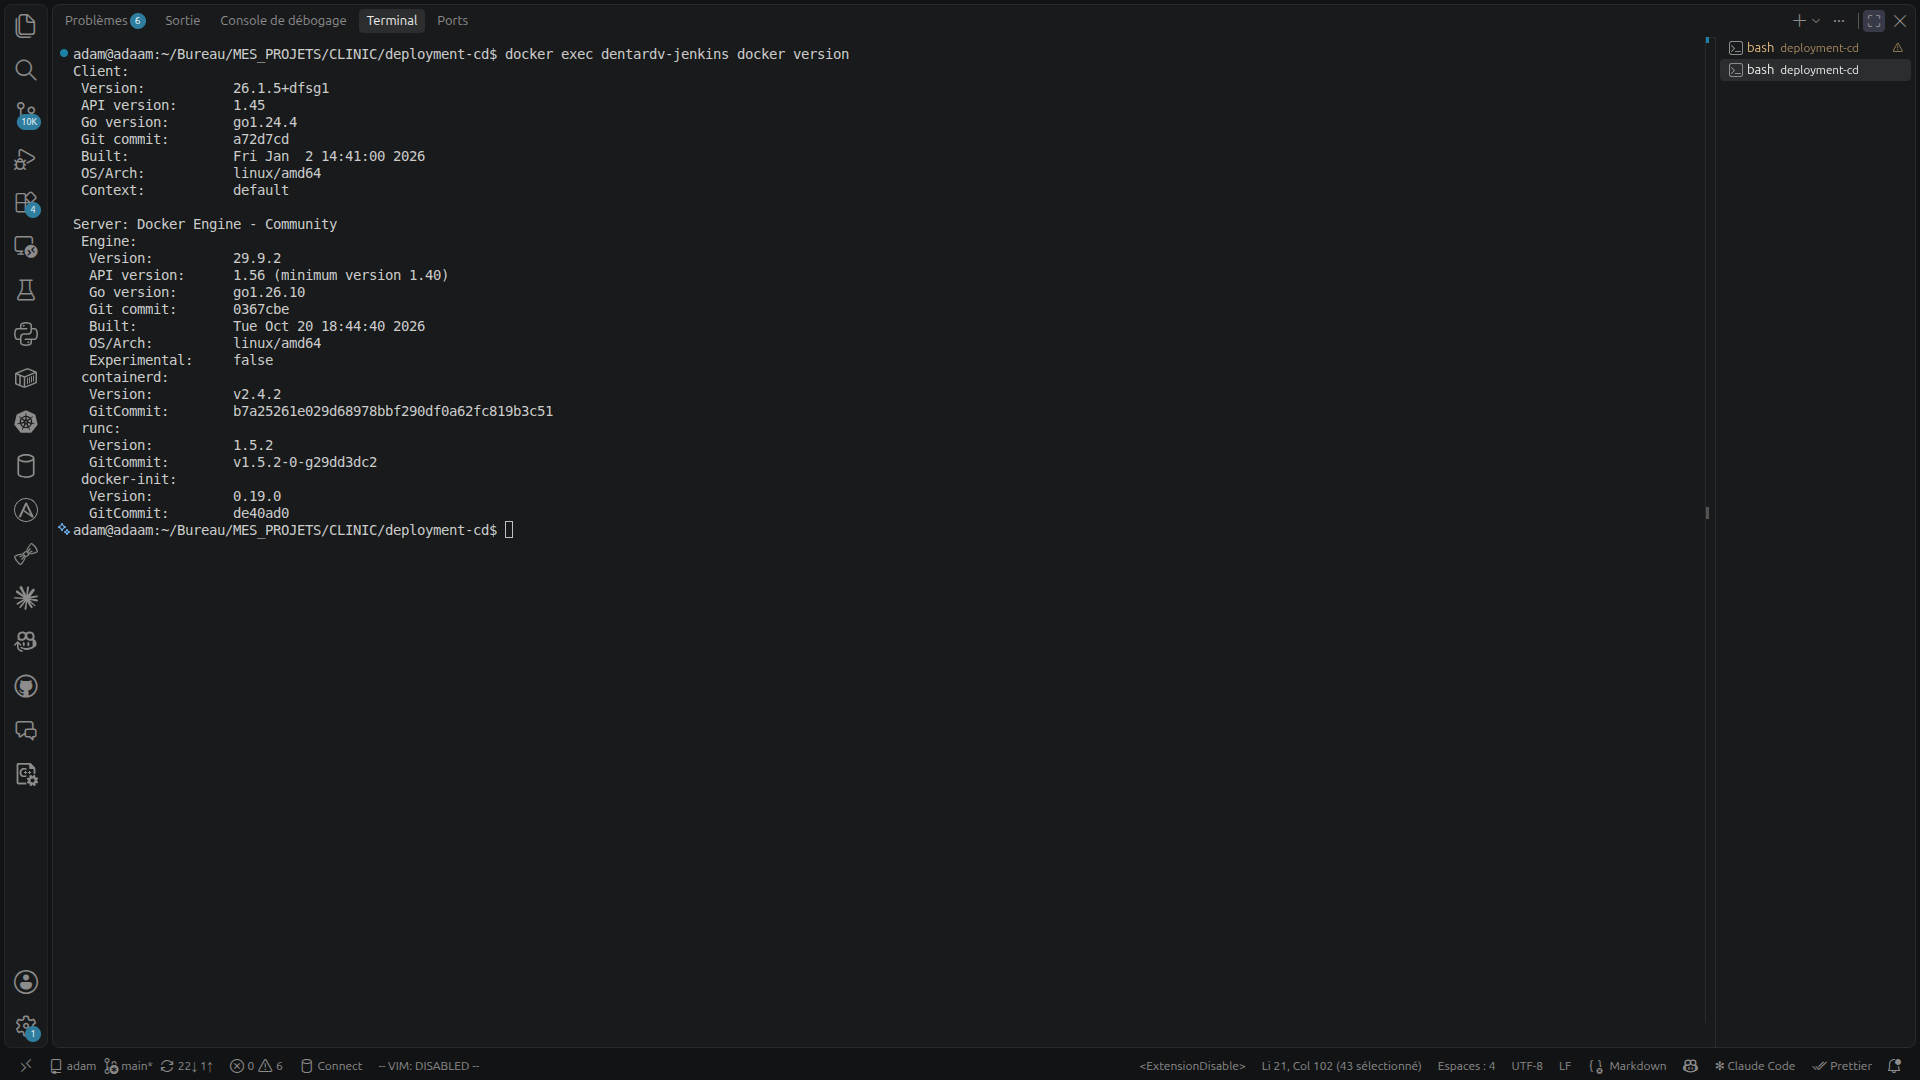 Problèmes 6 Sortie Console de débogage Terminal Ports
adam@adaam:~/Bureau/MES_PROJETS/CLINIC/deployment-cd$ docker exec dentardv-jenkins docker version
Client:
 Version:           26.1.5+dfsg1
 API version:       1.45
 Go version:        go1.24.4
 Git commit:        a72d7cd
 Built:             Fri Jan  2 14:41:00 2026
 OS/Arch:           linux/amd64
 Context:           default

Server: Docker Engine - Community
 Engine:
  Version:          29.9.2
  API version:      1.56 (minimum version 1.40)
  Go version:       go1.26.10
  Git commit:       0367cbe
  Built:            Tue Oct 20 18:44:40 2026
  OS/Arch:          linux/amd64
  Experimental:     false
 containerd:
  Version:          v2.4.2
  GitCommit:        b7a25261e029d68978bbf290df0a62fc819b3c51
 runc:
  Version:          1.5.2
  GitCommit:        v1.5.2-0-g29dd3dc2
 docker-init:
  Version:          0.19.0
  GitCommit:        de40ad0
adam@adaam:~/Bureau/MES_PROJETS/CLINIC/deployment-cd$
bash deployment-cd
bash deployment-cd
10K
4
1
adam main* 22↓ 1↑ 0 6 Connect -- VIM: DISABLED -- <ExtensionDisable> Li 21, Col 102 (43 sélectionné) Espaces : 4 UTF-8 LF Markdown Claude Code Prettier